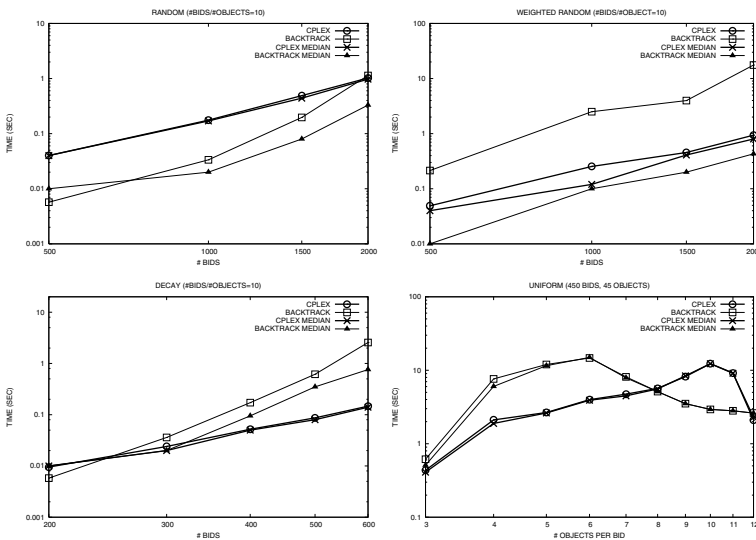 RANDOM (#BIDS/#OBJECTS=10)
CPLEX
BACKTRACK
CPLEX MEDIAN
BACKTRACK MEDIAN
10
1
0.1
0.01
0.001
TIME (SEC)
500
1000
1500
2000
# BIDS
WEIGHTED RANDOM (#BIDS/#OBJECT=10)
CPLEX
BACKTRACK
CPLEX MEDIAN
BACKTRACK MEDIAN
100
10
1
0.1
0.01
TIME (SEC)
500
1000
1500
200
# BIDS
DECAY (#BIDS/#OBJECTS=10)
CPLEX
BACKTRACK
CPLEX MEDIAN
BACKTRACK MEDIAN
10
1
0.1
0.01
0.001
TIME (SEC)
200
300
400
500
600
# BIDS
UNIFORM (450 BIDS, 45 OBJECTS)
CPLEX
BACKTRACK
CPLEX MEDIAN
BACKTRACK MEDIAN
100
10
1
0.1
TIME (SEC)
3
4
5
6
7
8
9
10
11
12
# OBJECTS PER BID